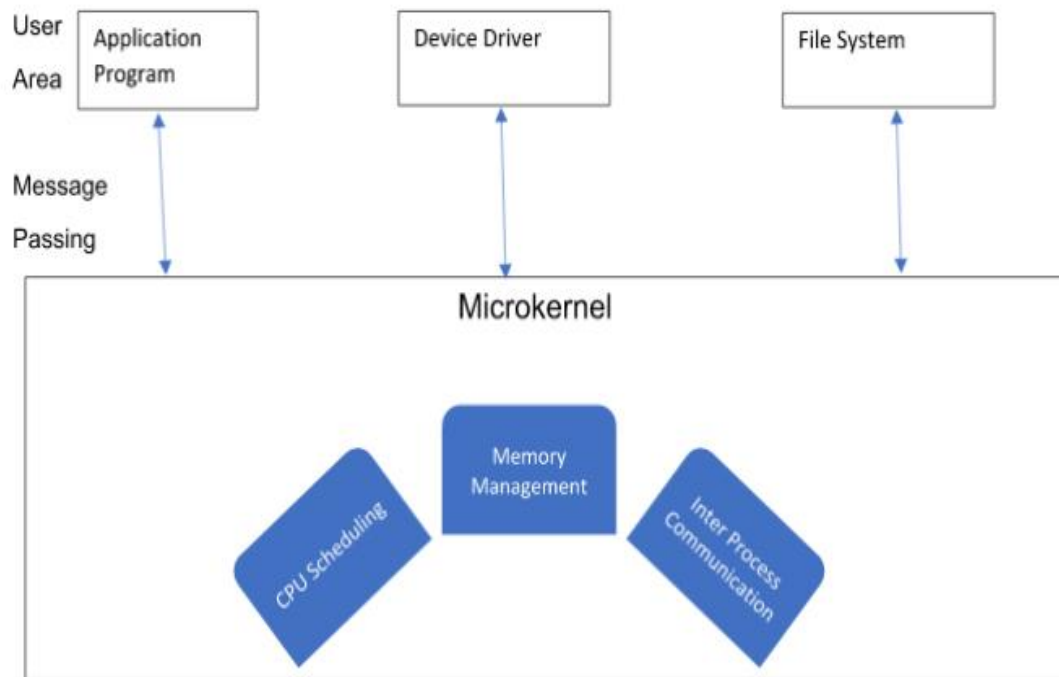 User
Area
Application
Program
Device Driver
File System
Message
Passing
Microkernel
CPU Scheduling
Memory
Management
Inter Process
Communication